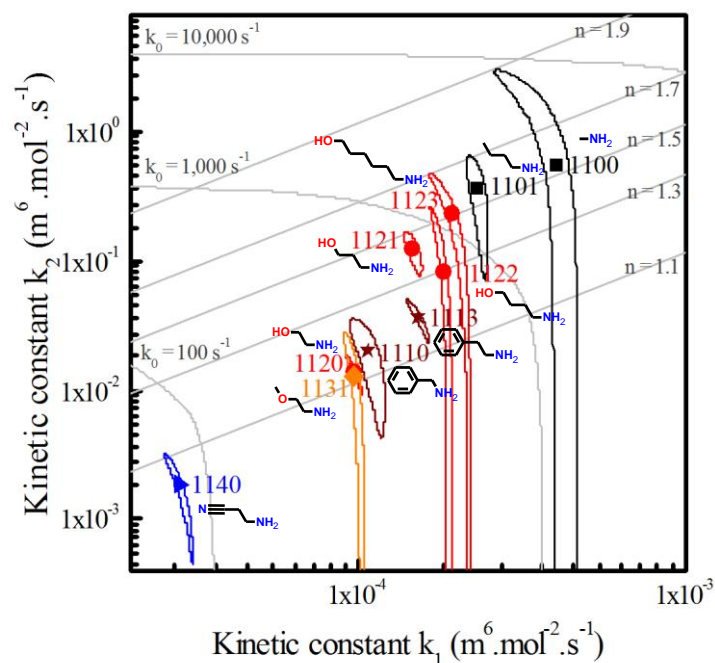 k₀ = 10,000 s⁻¹
n = 1.9
n = 1.7
1x10⁰
HO
NH₂
NH₂
n = 1.5
NH₂
1100
1101
k₀ = 1,000 s⁻¹
1123
n = 1.3
HO
1121
NH₂
1x10⁻¹
1122
n = 1.1
HO
NH₂
1113
HO
NH₂
NH₂
k₀ = 100 s⁻¹
1120
1110
1131
NH₂
1x10⁻²
O
NH₂
1140
N
NH₂
1x10⁻³
1x10⁻⁴
1x10⁻³
Kinetic constant k₂ (m⁶.mol⁻².s⁻¹)
Kinetic constant k₁ (m⁶.mol⁻².s⁻¹)